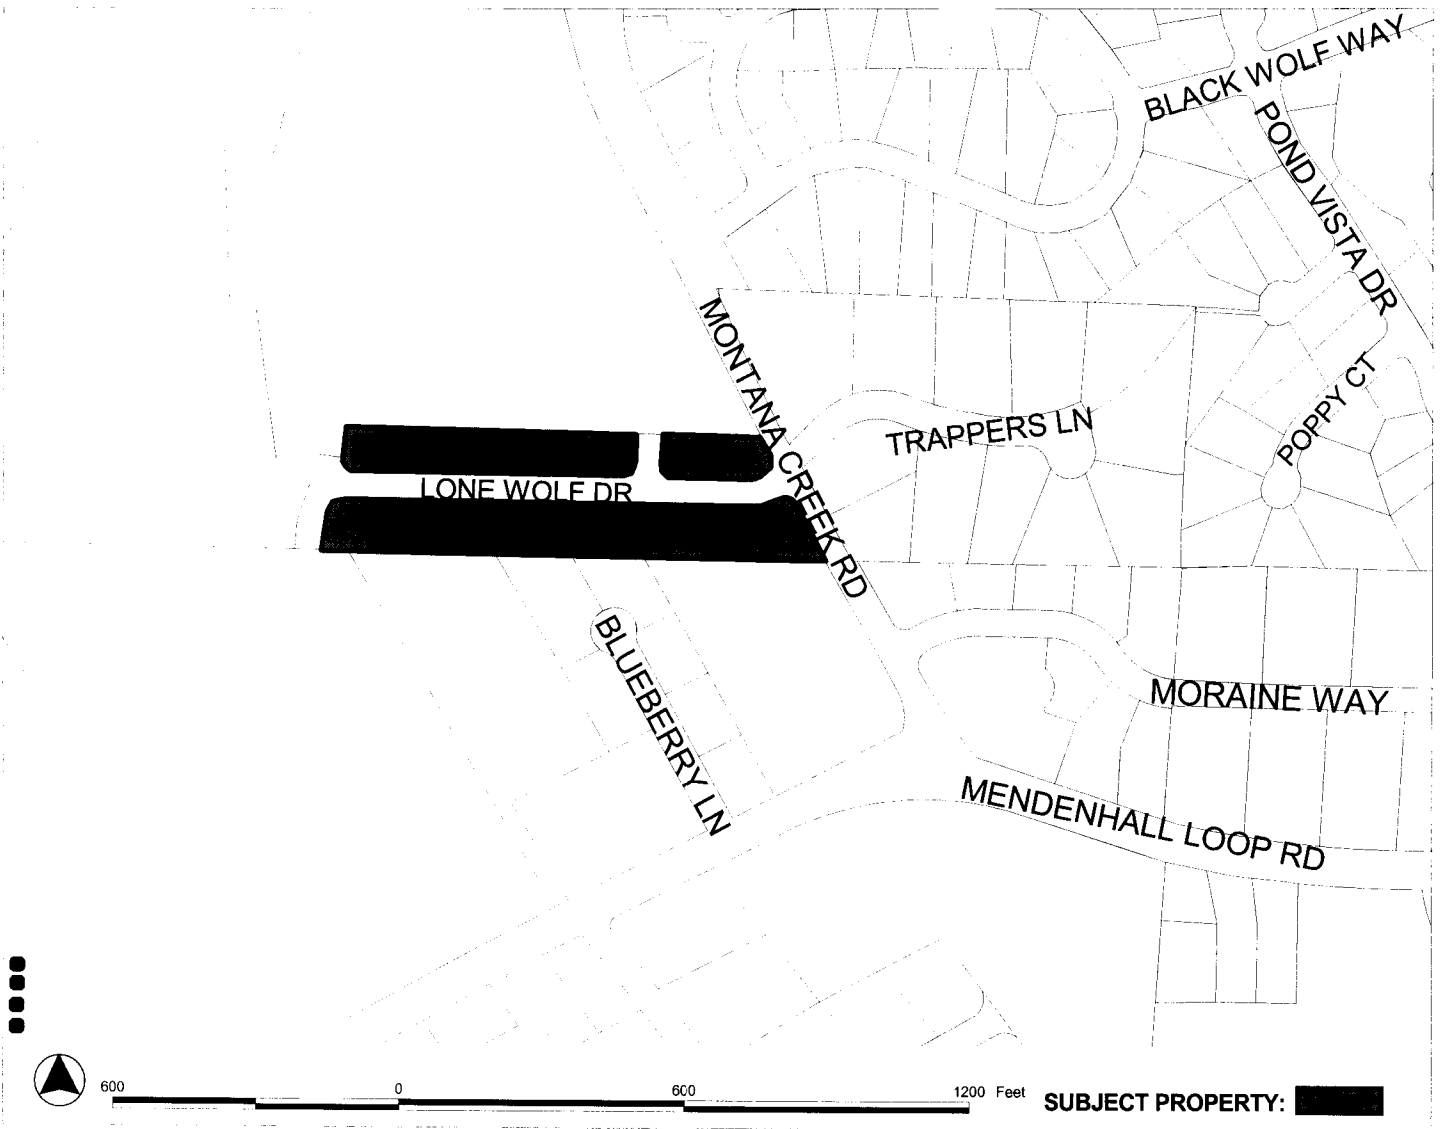 BLACK WOLF WAY
POND VISTA DR
MONTANA CREEK RD
TRAPPERS LN
POPPY CT
LONE WOLF DR
BLUEBERRY LN
MORAINE WAY
MENDENHALL LOOP RD
600 0 600 1200 Feet
SUBJECT PROPERTY: